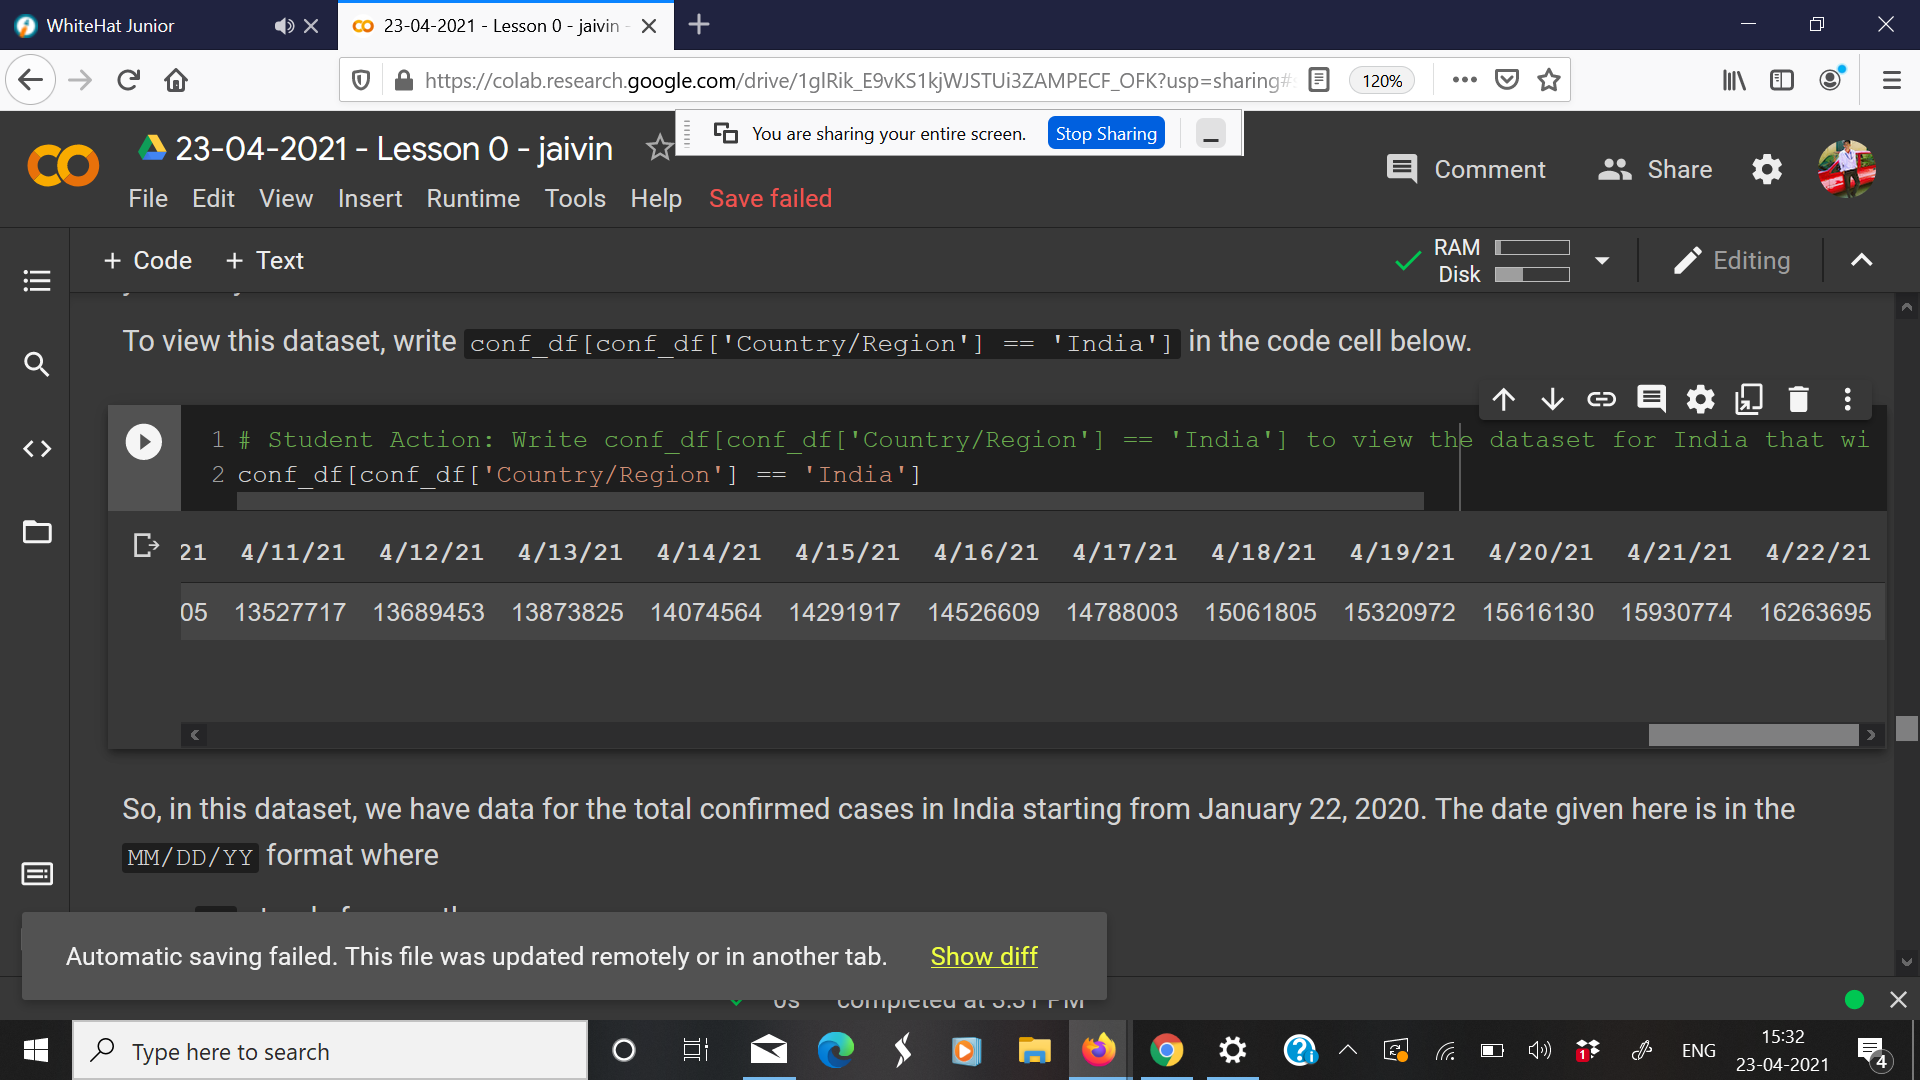 WhiteHat Junior
23-04-2021 - Lesson 0 - jaivin -
https://colab.research.google.com/drive/1glRik_E9vKS1kjWJSTUi3ZAMPECF_OFK?usp=sharing#
120%
You are sharing your entire screen. Stop Sharing
23-04-2021 - Lesson 0 - jaivin
Comment Share
File Edit View Insert Runtime Tools Help Save failed
+ Code + Text
RAM
Disk
Editing
To view this dataset, write conf_df[conf_df['Country/Region'] == 'India'] in the code cell below.
1 # Student Action: Write conf_df[conf_df['Country/Region'] == 'India'] to view the dataset for India that wi
2 conf_df[conf_df['Country/Region'] == 'India']
21 4/11/21 4/12/21 4/13/21 4/14/21 4/15/21 4/16/21 4/17/21 4/18/21 4/19/21 4/20/21 4/21/21 4/22/21
05 13527717 13689453 13873825 14074564 14291917 14526609 14788003 15061805 15320972 15616130 15930774 16263695
So, in this dataset, we have data for the total confirmed cases in India starting from January 22, 2020. The date given here is in the
MM/DD/YY format where
Automatic saving failed. This file was updated remotely or in another tab. Show diff
0s completed at 3:31 PM
Type here to search
1
ENG
15:32
23-04-2021
4